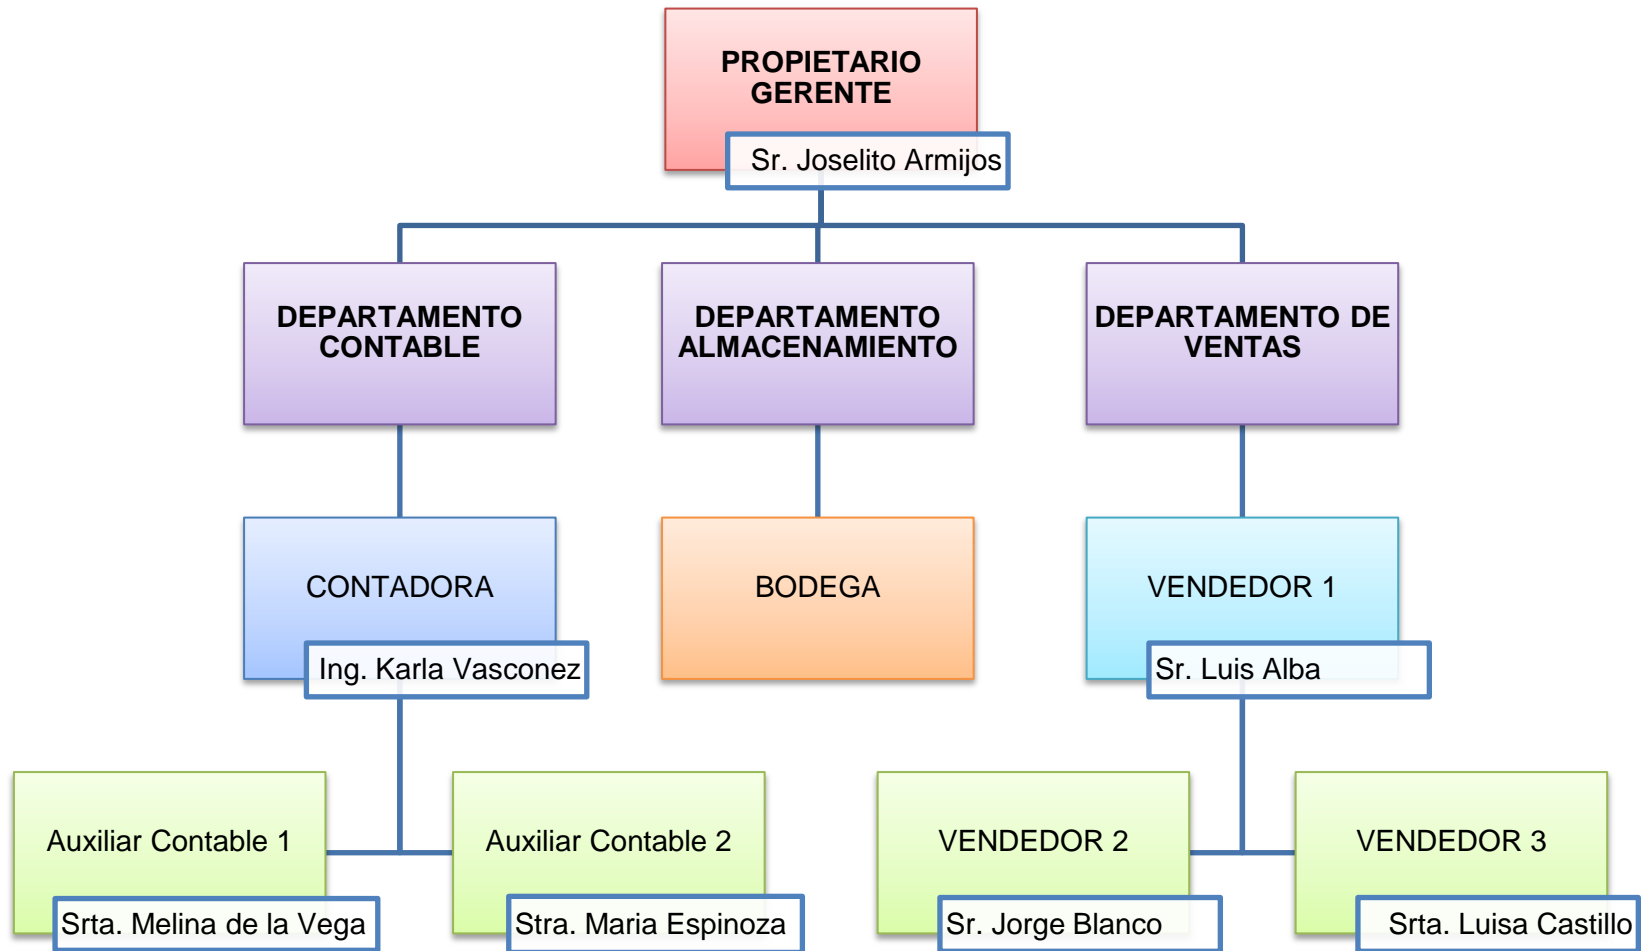 PROPIETARIO
GERENTE
Sr. Joselito Armijos
DEPARTAMENTO
CONTABLE
DEPARTAMENTO
ALMACENAMIENTO
DEPARTAMENTO DE
VENTAS
CONTADORA
Ing. Karla Vasconez
BODEGA
VENDEDOR 1
Sr. Luis Alba
Auxiliar Contable 1
Srta. Melina de la Vega
Auxiliar Contable 2
Stra. Maria Espinoza
VENDEDOR 2
Sr. Jorge Blanco
VENDEDOR 3
Srta. Luisa Castillo